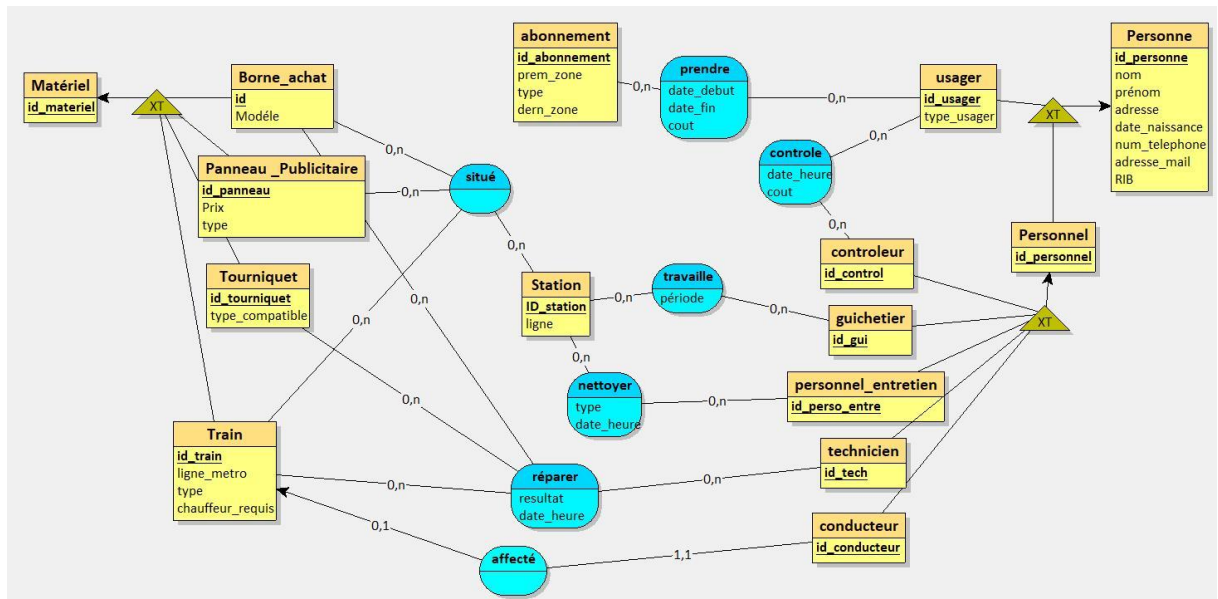 abonnement
id_abonnement
prem_zone
type
dern_zone
0,n
prendre
date_debut
date_fin
cout
0,n
usager
id_usager
type_usager
Personne
id_personne
nom
prénom
adresse
date_naissance
num_telephone
adresse_mail
RIB
XT
Matériel
id_materiel
XT
Borne_achat
id
Modéle
0,n
0,n
controle
date_heure
cout
0,n
Panneau _Publicitaire
id_panneau
Prix
type
0,n
situé
0,n
Personnel
id_personnel
controleur
id_control
Tourniquet
id_tourniquet
type_compatible
0,n
0,n
Station
ID_station
ligne
0,n
travaille
période
0,n
guichetier
id_gui
XT
0,n
0,n
nettoyer
type
date_heure
0,n
personnel_entretien
id_perso_entre
0,n
Train
id_train
ligne_metro
type
chauffeur_requis
0,n
réparer
resultat
date_heure
0,n
technicien
id_tech
0,1
affecté
1,1
conducteur
id_conducteur